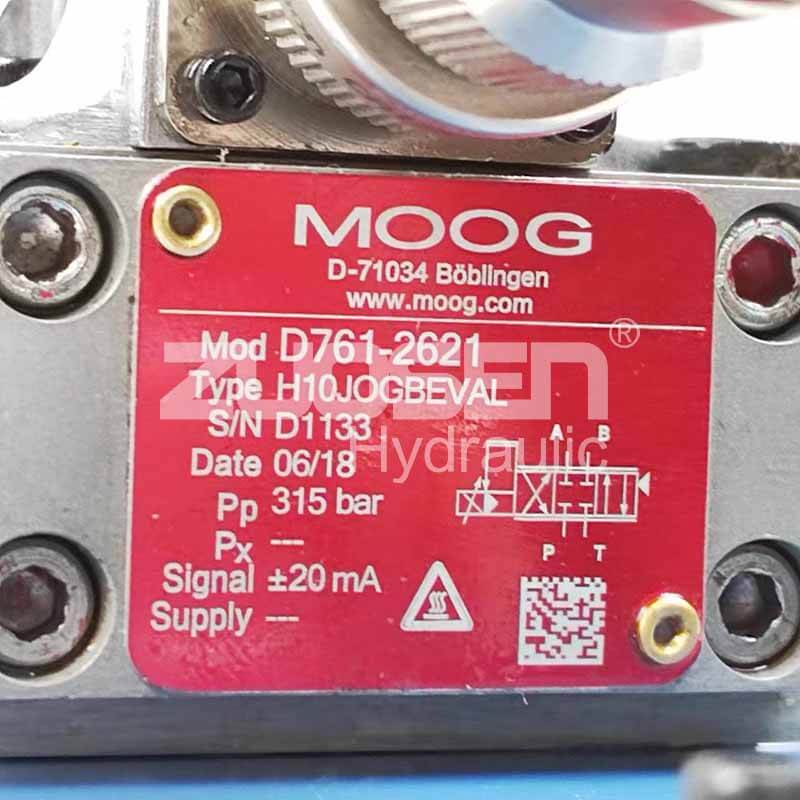 MOOG
D-71034 Böblingen
www.moog.com
Mod D761-2621
ZUOSEN®
Type H10JOGBEVAL
S/N D1133
Hydraulic
Date 06/18
Pp 315 bar
Px ---
Signal ±20 mA
Supply ---
A B
P T